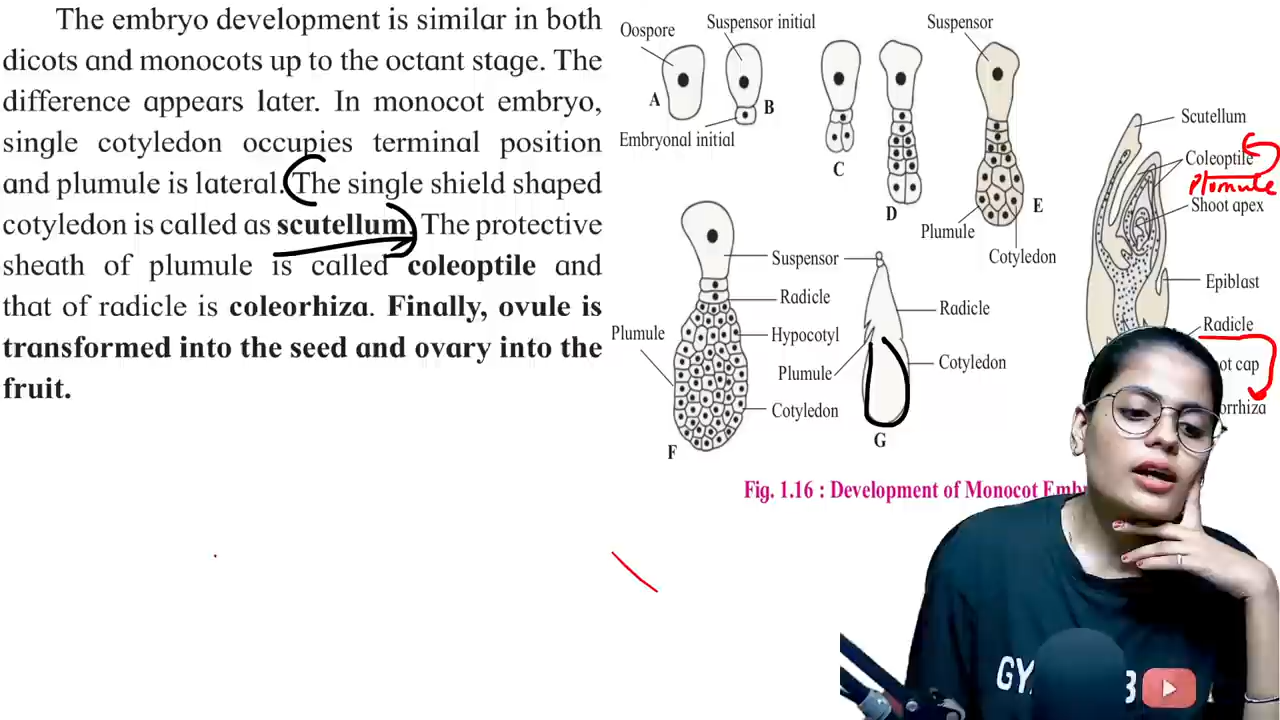 The embryo development is similar in both
dicots and monocots up to the octant stage. The
difference appears later. In monocot embryo,
single cotyledon occupies terminal position
and plumule is lateral. The single shield shaped
cotyledon is called as scutellum. The protective
sheath of plumule is called coleoptile and
that of radicle is coleorhiza. Finally, ovule is
transformed into the seed and ovary into the
fruit.
Oospore
Suspensor initial
A
B
Embryonal initial
C
D
Suspensor
E
Plumule
Cotyledon
Scutellum
Coleoptile
Plumule
Shoot apex
Epiblast
Radicle
cap
Suspensor
Radicle
Plumule
Hypocotyl
Cotyledon
F
Radicle
Plumule
Cotyledon
G
Fig. 1.16 : Development of Monocot